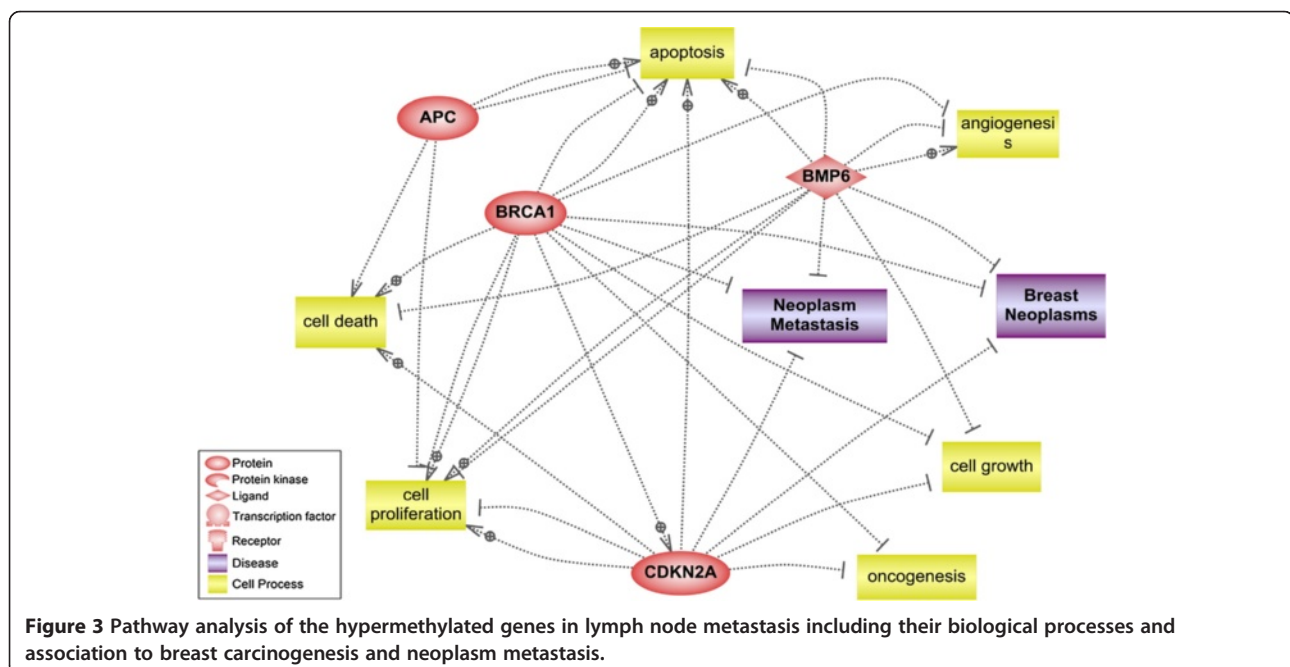 apoptosis
APC
angiogenesi
s
BMP6
BRCA1
cell death
Neoplasm
Metastasis
Breast
Neoplasms
cell growth
cell
proliferation
CDKN2A
oncogenesis
Protein
Protein kinase
Ligand
Transcription factor
Receptor
Disease
Cell Process
Figure 3 Pathway analysis of the hypermethylated genes in lymph node metastasis including their biological processes and
association to breast carcinogenesis and neoplasm metastasis.